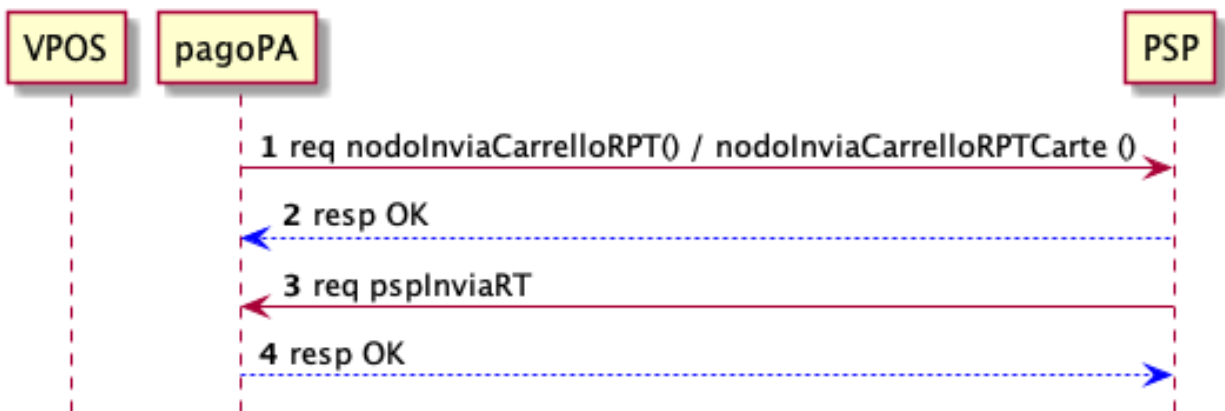 VPOS pagoPA PSP
1 req nodoInviaCarrelloRPT() / nodoInviaCarrelloRPTCarte ()
2 resp OK
3 req pspInviaRT
4 resp OK